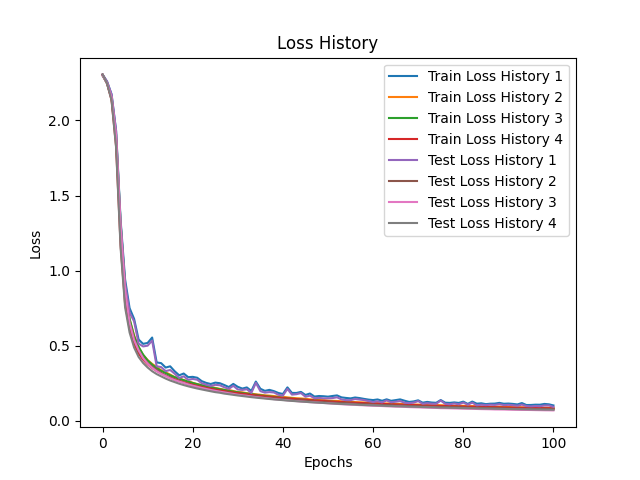 Loss History
Train Loss History 1
Train Loss History 2
Train Loss History 3
Train Loss History 4
Test Loss History 1
Test Loss History 2
Test Loss History 3
Test Loss History 4
Loss
2.0
1.5
1.0
0.5
0.0
0 20 40 60 80 100
Epochs